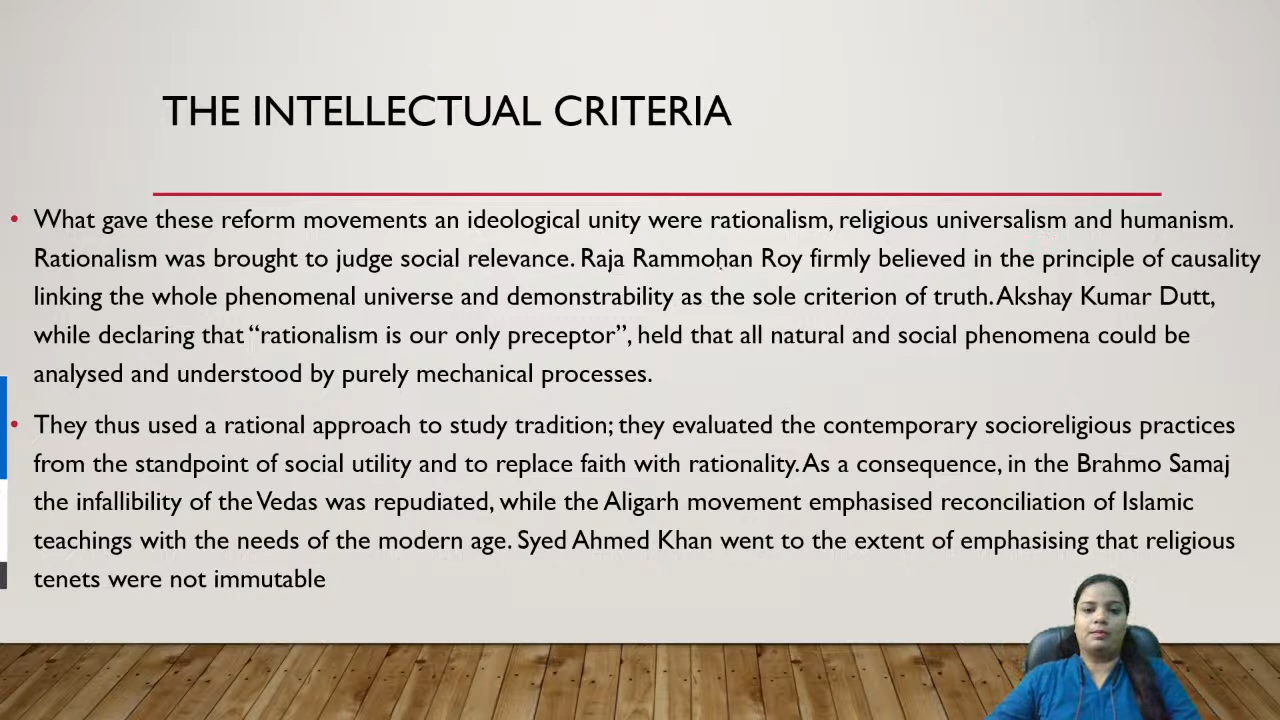 THE INTELLECTUAL CRITERIA
• What gave these reform movements an ideological unity were rationalism, religious universalism and humanism.
Rationalism was brought to judge social relevance. Raja Rammohan Roy firmly believed in the principle of causality
linking the whole phenomenal universe and demonstrability as the sole criterion of truth. Akshay Kumar Dutt,
while declaring that “rationalism is our only preceptor”, held that all natural and social phenomena could be
analysed and understood by purely mechanical processes.
• They thus used a rational approach to study tradition; they evaluated the contemporary socioreligious practices
from the standpoint of social utility and to replace faith with rationality. As a consequence, in the Brahmo Samaj
the infallibility of the Vedas was repudiated, while the Aligarh movement emphasised reconciliation of Islamic
teachings with the needs of the modern age. Syed Ahmed Khan went to the extent of emphasising that religious
tenets were not immutable